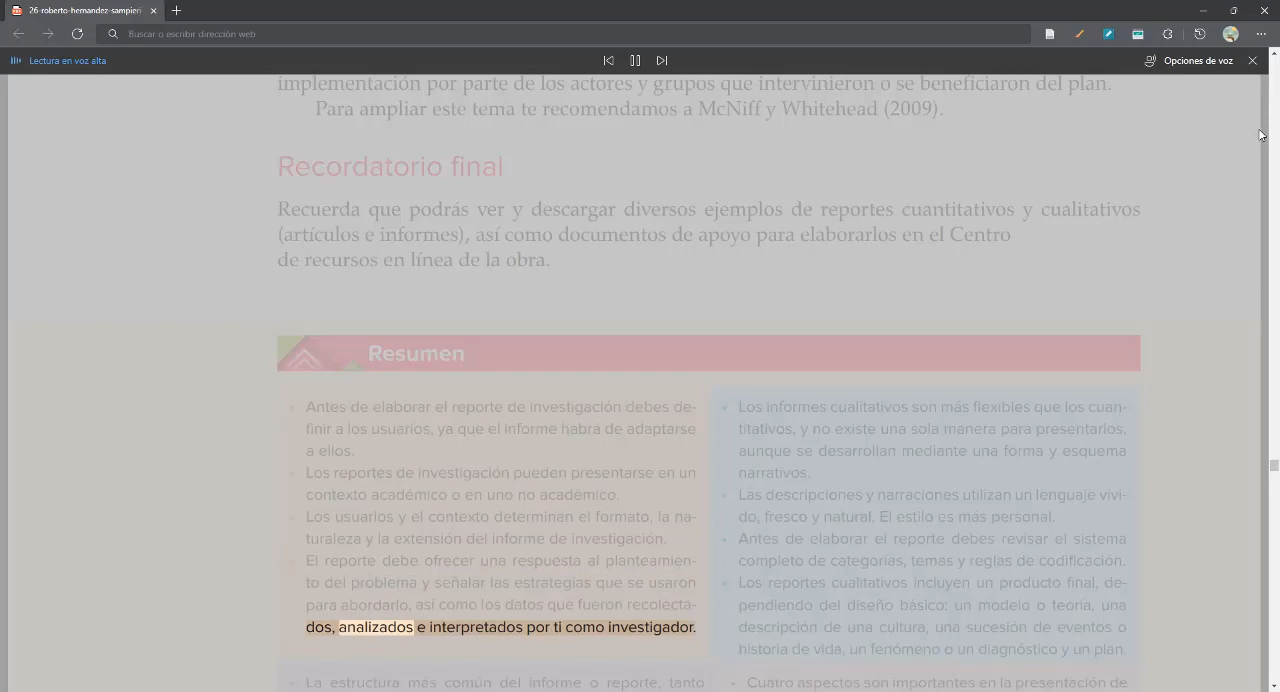 26-roberto-hernandez-sampieri
Buscar o escribir dirección web
Lectura en voz alta
Opciones de voz
implementación por parte de los actores y grupos que intervinieron o se beneficiaron del plan.
Para ampliar este tema te recomendamos a McNiff y Whitehead (2009).
Recordatorio final
Recuerda que podrás ver y descargar diversos ejemplos de reportes cuantitativos y cualitativos
(artículos e informes), así como documentos de apoyo para elaborarlos en el Centro
de recursos en línea de la obra.
Resumen
• Antes de elaborar el reporte de investigación debes de-
finir a los usuarios, ya que el informe habrá de adaptarse
a ellos.
• Los reportes de investigación pueden presentarse en un
contexto académico o en uno no académico.
• Los usuarios y el contexto determinan el formato, la na-
turaleza y la extensión del informe de investigación.
• El reporte debe ofrecer una respuesta al planteamien-
to del problema y señalar las estrategias que se usaron
para abordarlo, así como los datos que fueron recolecta-
dos, analizados e interpretados por ti como investigador.
• La estructura más común del informe o reporte, tanto
• Los informes cualitativos son más flexibles que los cuan-
titativos, y no existe una sola manera para presentarlos,
aunque se desarrollan mediante una forma y esquema
narrativos.
• Las descripciones y narraciones utilizan un lenguaje vívi-
do, fresco y natural. El estilo es más personal.
• Antes de elaborar el reporte debes revisar el sistema
completo de categorías, temas y reglas de codificación.
• Los reportes cualitativos incluyen un producto final, de-
pendiendo del diseño básico: un modelo o teoría, una
descripción de una cultura, una sucesión de eventos o
historia de vida, un fenómeno o un diagnóstico y un plan.
• Cuatro aspectos son importantes en la presentación de